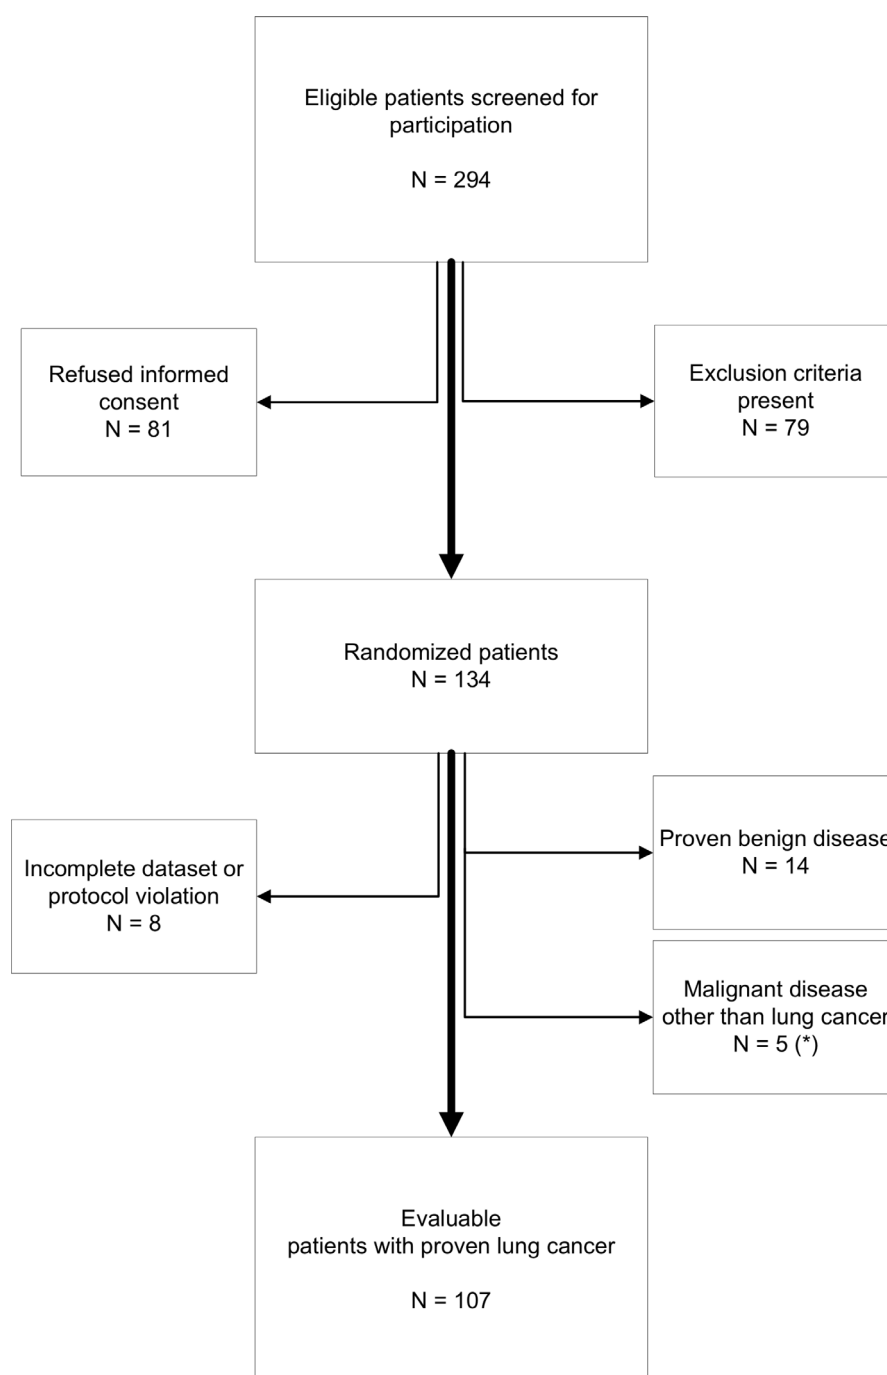 Eligible patients screened for
participation
N = 294
Refused informed
consent
N = 81
Exclusion criteria
present
N = 79
Randomized patients
N = 134
Incomplete dataset or
protocol violation
N = 8
Proven benign disease
N = 14
Malignant disease
other than lung cancer
N = 5 (*)
Evaluable
patients with proven lung cancer
N = 107